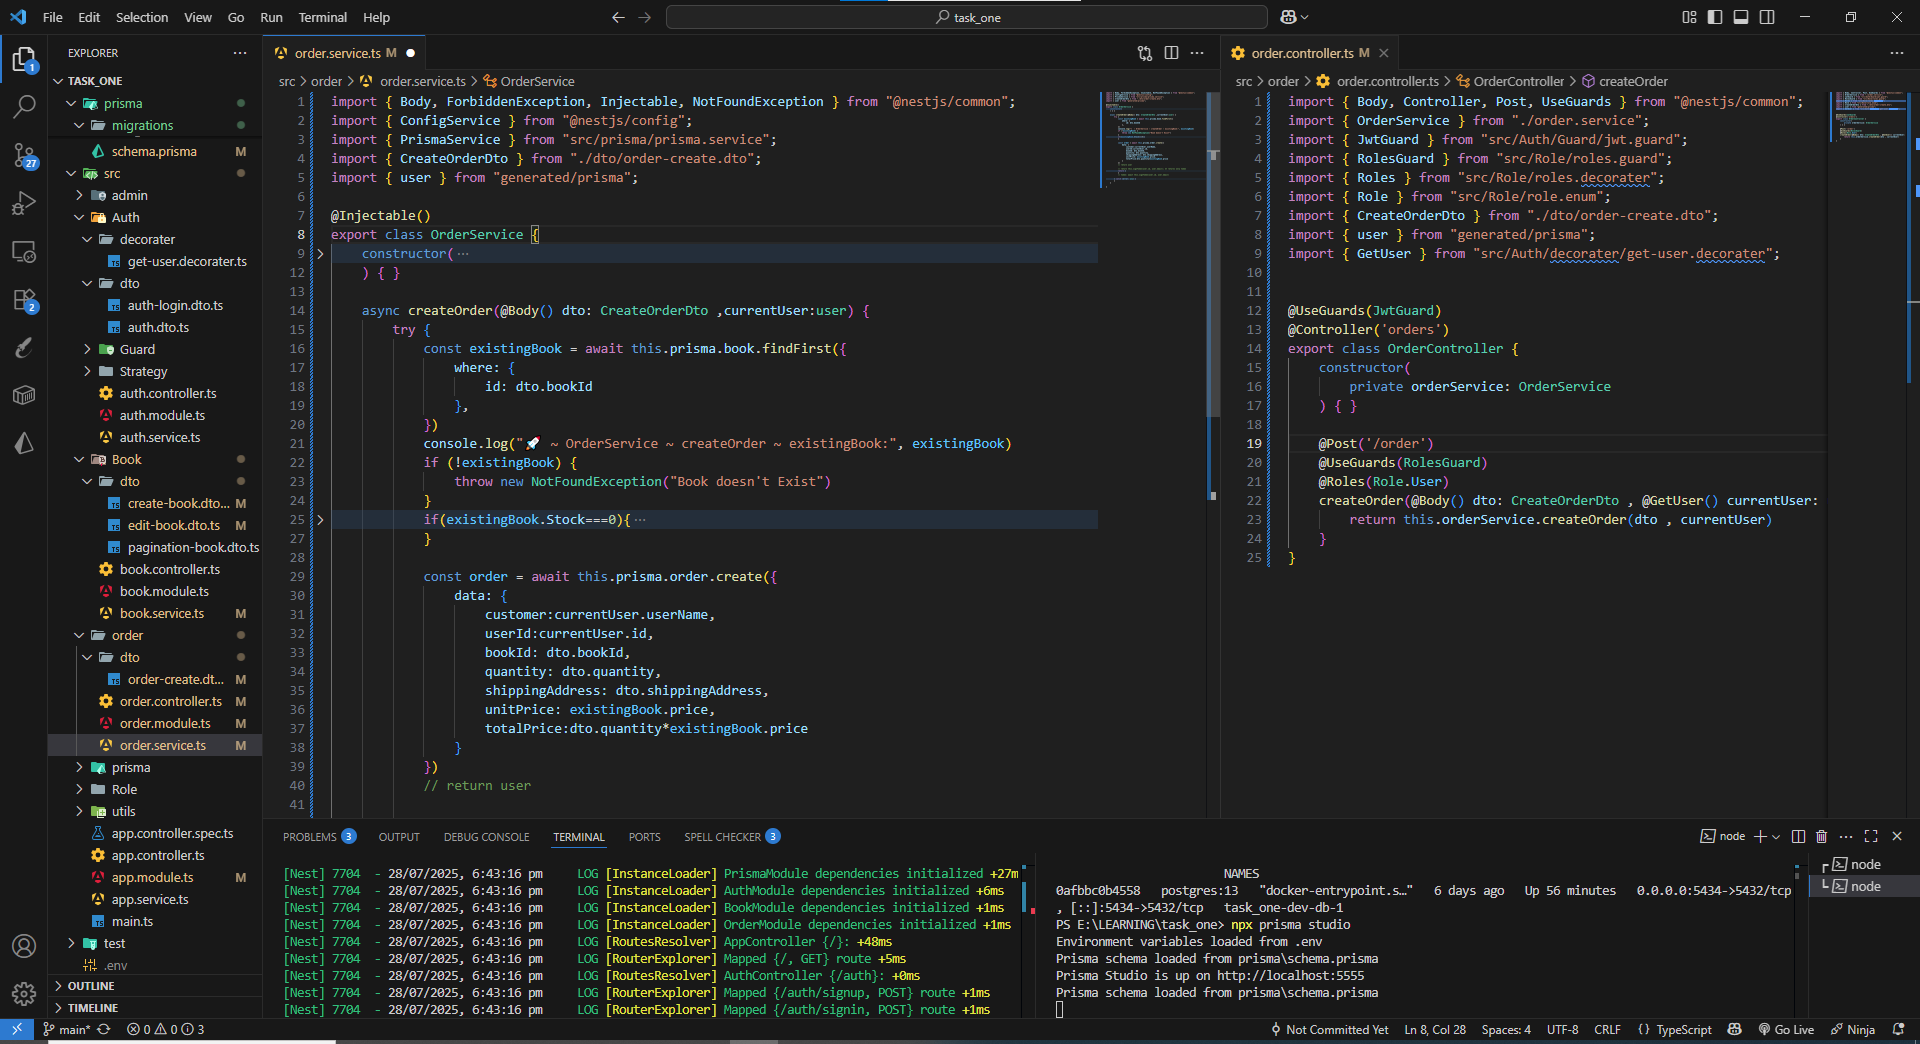 File Edit Selection View Go Run Terminal Help
task_one
EXPLORER
TASK_ONE
prisma
migrations
schema.prisma M
src
admin
Auth
decorater
get-user.decorater.ts
dto
auth-login.dto.ts
auth.dto.ts
Guard
Strategy
auth.controller.ts
auth.module.ts
auth.service.ts
Book
dto
create-book.dto... M
edit-book.dto.ts M
pagination-book.dto.ts
book.controller.ts
book.module.ts
book.service.ts M
order
dto
order-create.dt... M
order.controller.ts M
order.module.ts M
order.service.ts M
prisma
Role
utils
app.controller.spec.ts
app.controller.ts
app.module.ts M
app.service.ts
main.ts
test
.env
OUTLINE
TIMELINE
1
27
2
order.service.ts M
src > order > order.service.ts > OrderService
1 import { Body, ForbiddenException, Injectable, NotFoundException } from "@nestjs/common";
2 import { ConfigService } from "@nestjs/config";
3 import { PrismaService } from "src/prisma/prisma.service";
4 import { CreateOrderDto } from "./dto/order-create.dto";
5 import { user } from "generated/prisma";
6
7 @Injectable()
8 export class OrderService {
9 constructor( ...
12 ) { }
13
14 async createOrder(@Body() dto: CreateOrderDto ,currentUser:user) {
15 try {
16 const existingBook = await this.prisma.book.findFirst({
17 where: {
18 id: dto.bookId
19 },
20 })
21 console.log("🚀 ~ OrderService ~ createOrder ~ existingBook:", existingBook)
22 if (!existingBook) {
23 throw new NotFoundException("Book doesn't Exist")
24 }
25 if(existingBook.Stock===0){ ...
27 }
28
29 const order = await this.prisma.order.create({
30 data: {
31 customer:currentUser.userName,
32 userId:currentUser.id,
33 bookId: dto.bookId,
34 quantity: dto.quantity,
35 shippingAddress: dto.shippingAddress,
36 unitPrice: existingBook.price,
37 totalPrice:dto.quantity*existingBook.price
38 }
39 })
40 // return user
41
order.controller.ts M
src > order > order.controller.ts > OrderController > createOrder
1 import { Body, Controller, Post, UseGuards } from "@nestjs/common";
2 import { OrderService } from "./order.service";
3 import { JwtGuard } from "src/Auth/Guard/jwt.guard";
4 import { RolesGuard } from "src/Role/roles.guard";
5 import { Roles } from "src/Role/roles.decorater";
6 import { Role } from "src/Role/role.enum";
7 import { CreateOrderDto } from "./dto/order-create.dto";
8 import { user } from "generated/prisma";
9 import { GetUser } from "src/Auth/decorater/get-user.decorater";
10
11
12 @UseGuards(JwtGuard)
13 @Controller('orders')
14 export class OrderController {
15 constructor(
16 private orderService: OrderService
17 ) { }
18
19 @Post('/order')
20 @UseGuards(RolesGuard)
21 @Roles(Role.User)
22 createOrder(@Body() dto: CreateOrderDto , @GetUser() currentUser:
23 return this.orderService.createOrder(dto , currentUser)
24 }
25 }
PROBLEMS 3 OUTPUT DEBUG CONSOLE TERMINAL PORTS SPELL CHECKER 3
node
[Nest] 7704 - 28/07/2025, 6:43:16 pm LOG [InstanceLoader] PrismaModule dependencies initialized +27m
[Nest] 7704 - 28/07/2025, 6:43:16 pm LOG [InstanceLoader] AuthModule dependencies initialized +6ms
[Nest] 7704 - 28/07/2025, 6:43:16 pm LOG [InstanceLoader] BookModule dependencies initialized +1ms
[Nest] 7704 - 28/07/2025, 6:43:16 pm LOG [InstanceLoader] OrderModule dependencies initialized +1ms
[Nest] 7704 - 28/07/2025, 6:43:16 pm LOG [RoutesResolver] AppController {/}: +48ms
[Nest] 7704 - 28/07/2025, 6:43:16 pm LOG [RouterExplorer] Mapped {/, GET} route +5ms
[Nest] 7704 - 28/07/2025, 6:43:16 pm LOG [RoutesResolver] AuthController {/auth}: +0ms
[Nest] 7704 - 28/07/2025, 6:43:16 pm LOG [RouterExplorer] Mapped {/auth/signup, POST} route +1ms
[Nest] 7704 - 28/07/2025, 6:43:16 pm LOG [RouterExplorer] Mapped {/auth/signin, POST} route +1ms
NAMES
0afbbc0b4558 postgres:13 "docker-entrypoint.s…" 6 days ago Up 56 minutes 0.0.0.0:5434->5432/tcp
, [::]:5434->5432/tcp task_one-dev-db-1
PS E:\LEARNING\task_one> npx prisma studio
Environment variables loaded from .env
Prisma schema loaded from prisma\schema.prisma
Prisma Studio is up on http://localhost:5555
Prisma schema loaded from prisma\schema.prisma
node
node
main* 0 0 3
Not Committed Yet Ln 8, Col 28 Spaces: 4 UTF-8 CRLF {} TypeScript Go Live Ninja